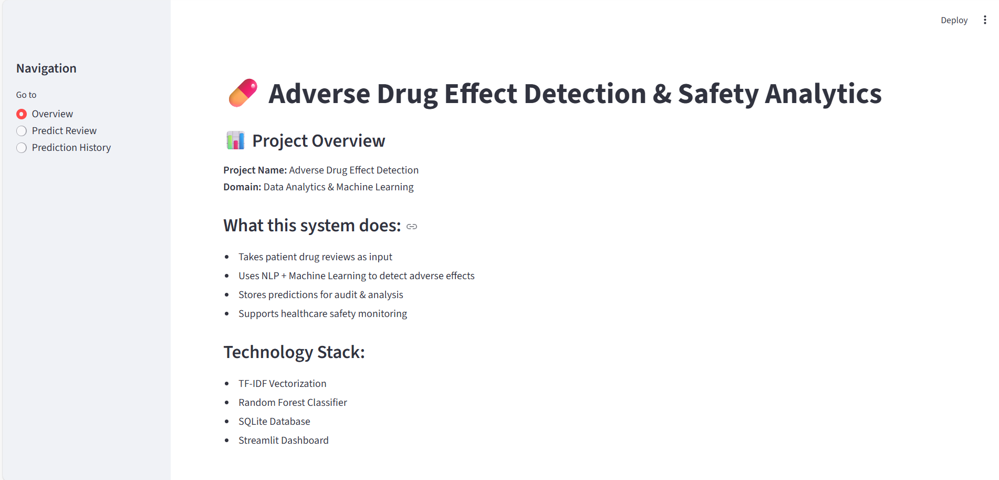 Deploy
Navigation
Go to
Overview
Predict Review
Prediction History
Adverse Drug Effect Detection & Safety Analytics
Project Overview
Project Name: Adverse Drug Effect Detection
Domain: Data Analytics & Machine Learning
What this system does:
Takes patient drug reviews as input
Uses NLP + Machine Learning to detect adverse effects
Stores predictions for audit & analysis
Supports healthcare safety monitoring
Technology Stack:
TF-IDF Vectorization
Random Forest Classifier
SQLite Database
Streamlit Dashboard